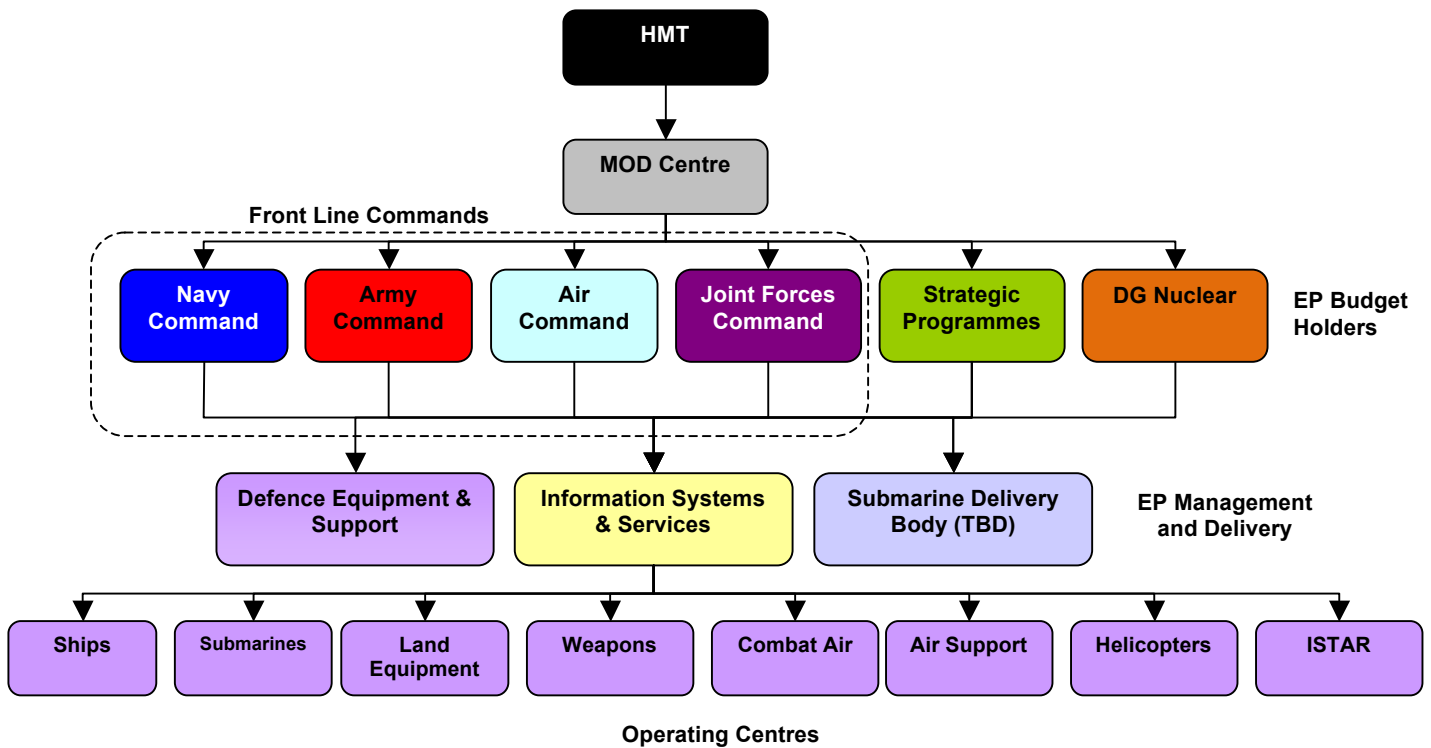 HMT
MOD Centre
Front Line Commands
Navy
Command
Army
Command
Air
Command
Joint Forces
Command
Strategic
Programmes
DG Nuclear
EP Budget
Holders
Defence Equipment &
Support
Information Systems
& Services
Submarine Delivery
Body (TBD)
EP Management
and Delivery
Ships
Submarines
Land
Equipment
Weapons
Combat Air
Air Support
Helicopters
ISTAR
Operating Centres